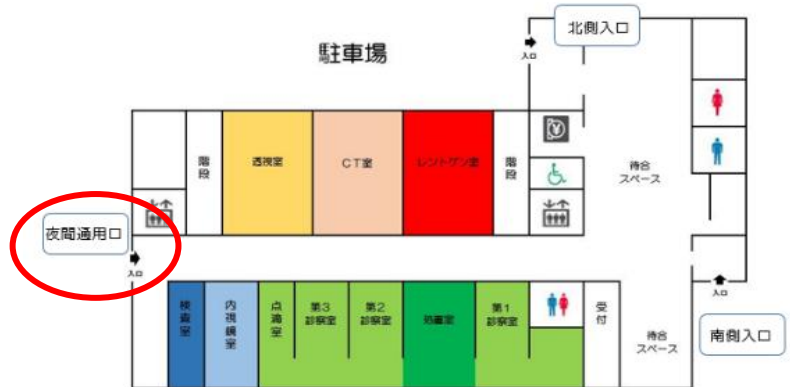 北側入口
入口
駐車場
階段
透視室
CT室
レントゲン室
階段
待合
スペース
夜間通用口
入口
検査室
内視鏡室
点滴室
第3
診察室
第2
診察室
処置室
第1
診察室
受付
待合
スペース
入口
南側入口